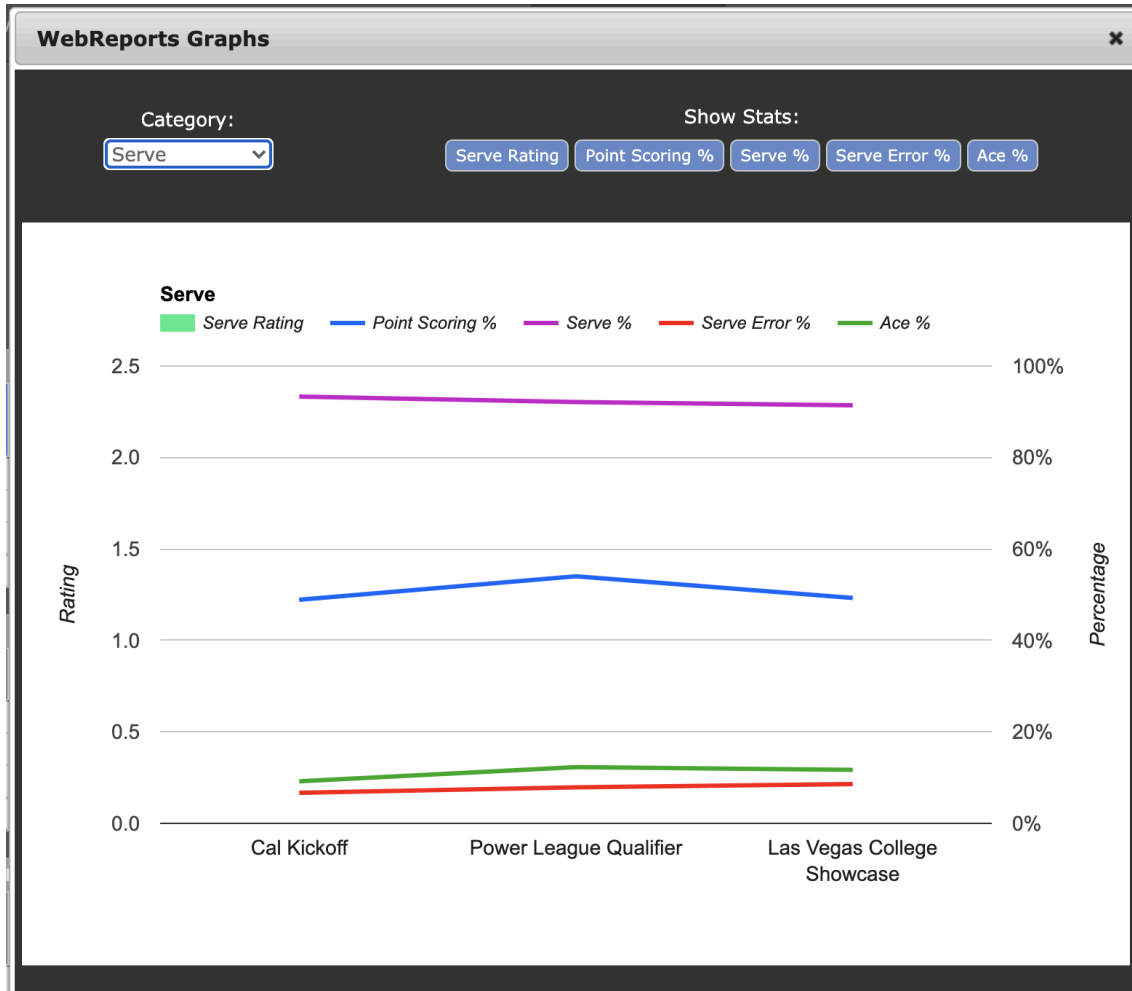 WebReports Graphs
Category:
Show Stats:
Serve
Serve Rating Point Scoring % Serve % Serve Error % Ace %
Serve
Serve Rating Point Scoring % Serve % Serve Error % Ace %
2.5 100%
2.0 80%
1.5 60%
Rating
Percentage
1.0 40%
0.5 20%
0.0 0%
Cal Kickoff Power League Qualifier Las Vegas College
Showcase